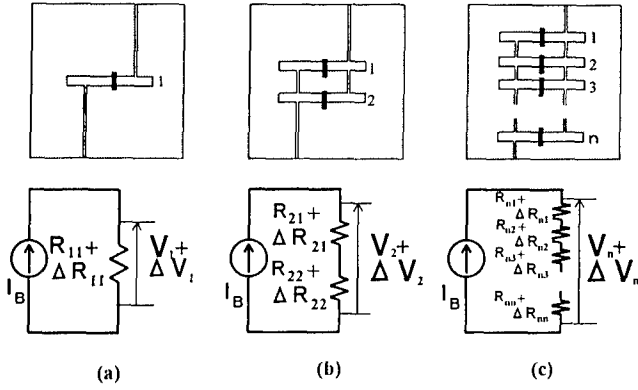 1
1
2
1
2
3
n
R11+
ΔR11
V1+
ΔV1
IB
R21+
ΔR21
R22+
ΔR22
V2+
ΔV2
IB
Rn1+
ΔRn1
Rn2+
ΔRn2
Rn3+
ΔRn3
Rnn+
ΔRnn
Vn+
ΔVn
IB
(a)
(b)
(c)